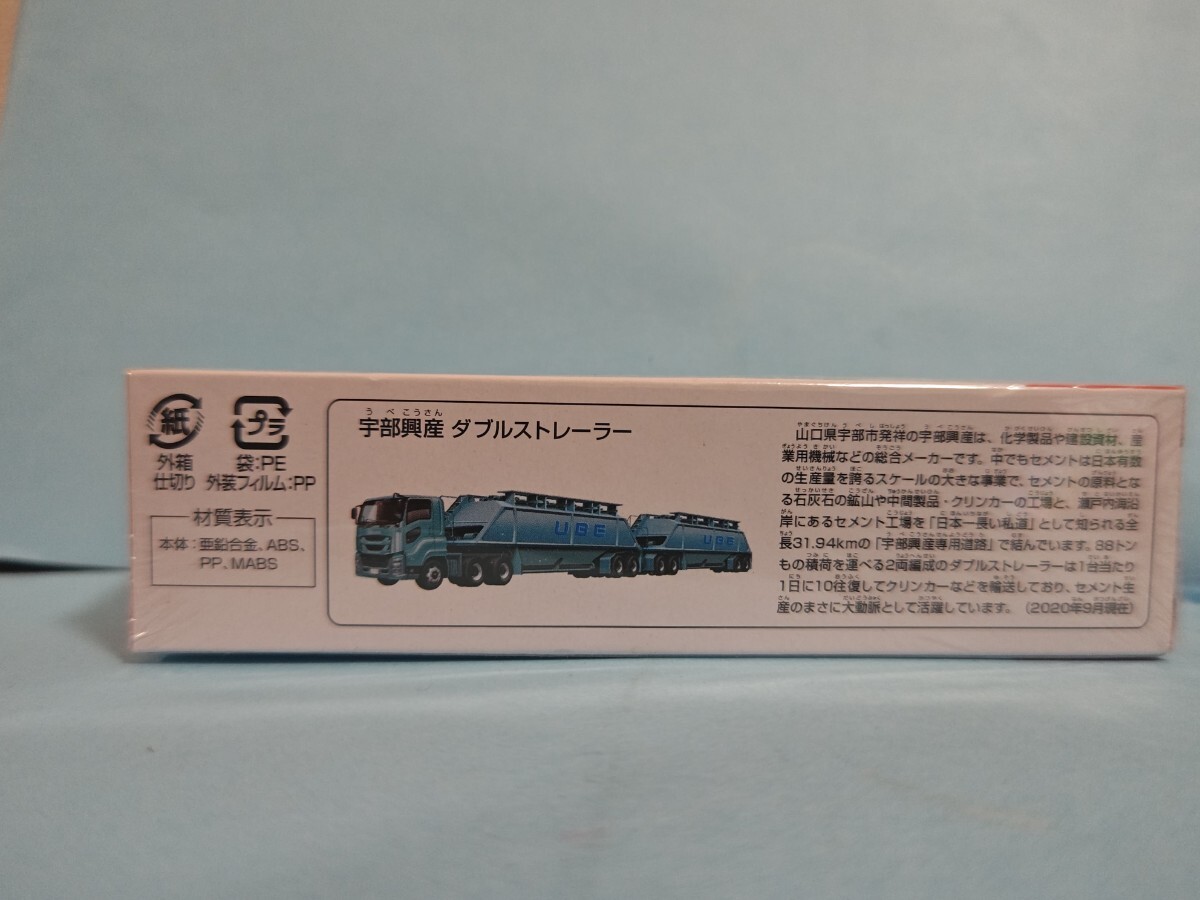 紙
外箱
仕切り
プラ
袋:PE
外装フィルム:PP
材質表示
本体:亜鉛合金、ABS、
PP、MABS
うべこうさん
宇部興産 ダブルストレーラー
UBE
UBE
山口県宇部市発祥の宇部興産は、化学製品や建設資材、産
業用機械などの総合メーカーです。中でもセメントは日本有数
の生産量を誇るスケールの大きな事業で、セメントの原料とな
る石灰石の鉱山や中間製品・クリンカーの工場と、瀬戸内海沿
岸にあるセメント工場を「日本一長い私道」として知られる全
長31.94kmの「宇部興産専用道路」で結んでいます。88トン
もの積荷を運べる2両編成のダブルストレーラーは1台当たり
1日に10往復してクリンカーなどを輸送しており、セメント生
産のまさに大動脈として活躍しています。(2020年9月現在)